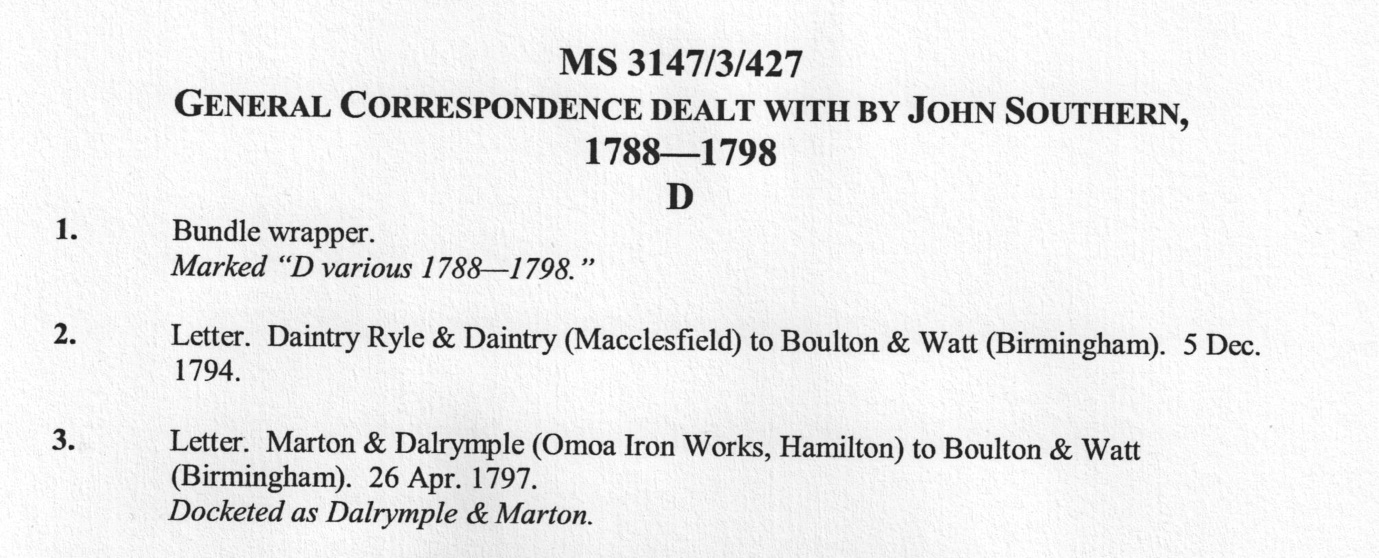 MS 3147/3/427
GENERAL CORRESPONDENCE DEALT WITH BY JOHN SOUTHERN,
1788—1798
D
1. Bundle wrapper.
Marked “D various 1788—1798.”
2. Letter. Daintry Ryle & Daintry (Macclesfield) to Boulton & Watt (Birmingham). 5 Dec.
1794.
3. Letter. Marton & Dalrymple (Omoa Iron Works, Hamilton) to Boulton & Watt
(Birmingham). 26 Apr. 1797.
Docketed as Dalrymple & Marton.